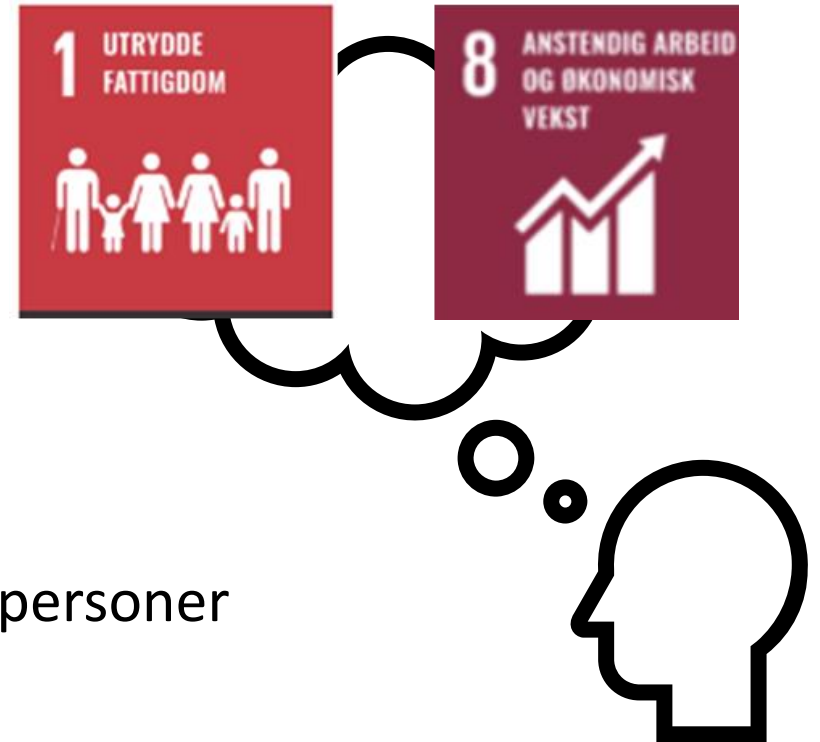 1 UTRYDDE
FATTIGDOM
8 ANSTENDIG ARBEID
OG ØKONOMISK
VEKST
personer